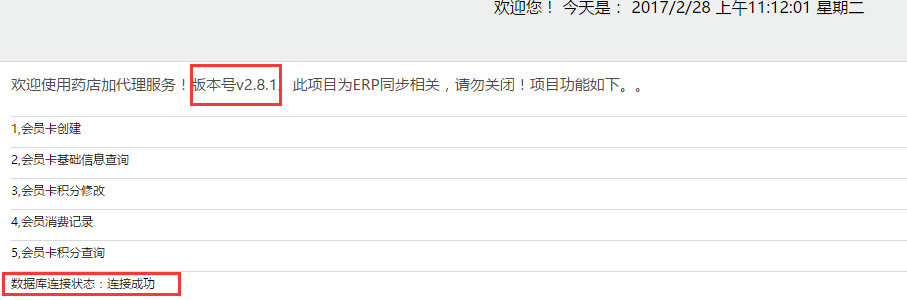 欢迎您！ 今天是： 2017/2/28 上午11:12:01 星期二
欢迎使用药店加代理服务！版本号v2.8.1。此项目为ERP同步相关，请勿关闭！项目功能如下。。
1,会员卡创建
2,会员卡基础信息查询
3,会员卡积分修改
4,会员消费记录
5,会员卡积分查询
数据库连接状态：连接成功